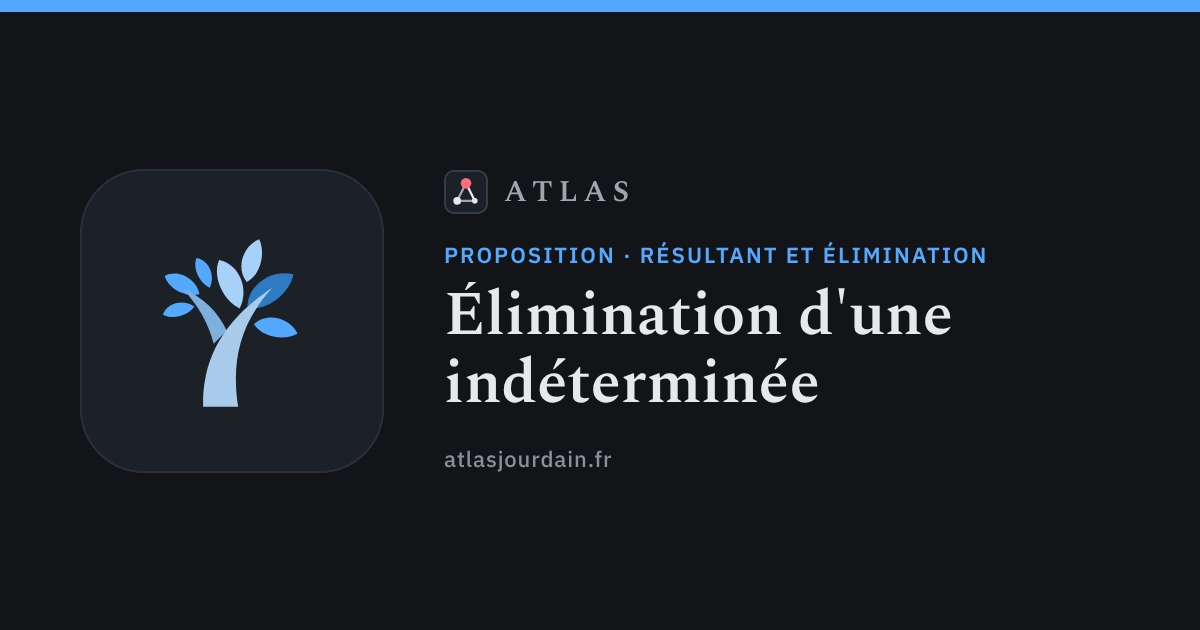 ATLAS
PROPOSITION · RÉSULTANT ET ÉLIMINATION
Élimination d'une
indéterminée
atlasjourdain.fr